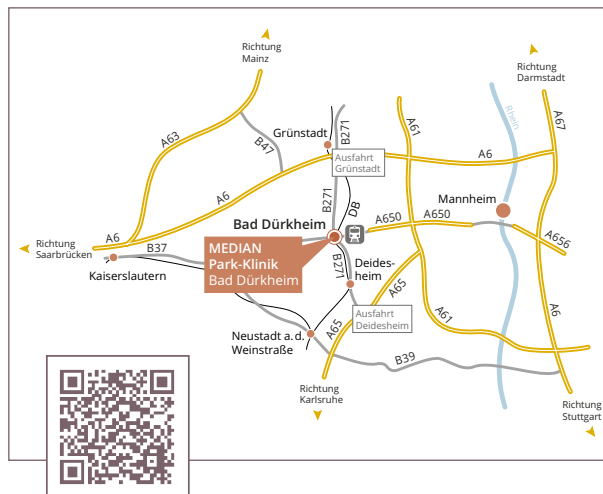 Richtung
Mainz
Richtung
Darmstadt
A63
B47
Grünstadt
B271
A61
Rhein
A67
Ausfahrt
Grünstadt
A6
A6
B271
DB
Mannheim
Bad Dürkheim
A650
A650
A656
A6
Richtung
Saarbrücken
B37
Kaiserslautern
MEDIAN
Park-Klinik
Bad Dürkheim
B271
Deides-
heim
A65
A61
A6
Ausfahrt
Deidesheim
Neustadt a.d.
Weinstraße
A65
B39
Richtung
Karlsruhe
Richtung
Stuttgart